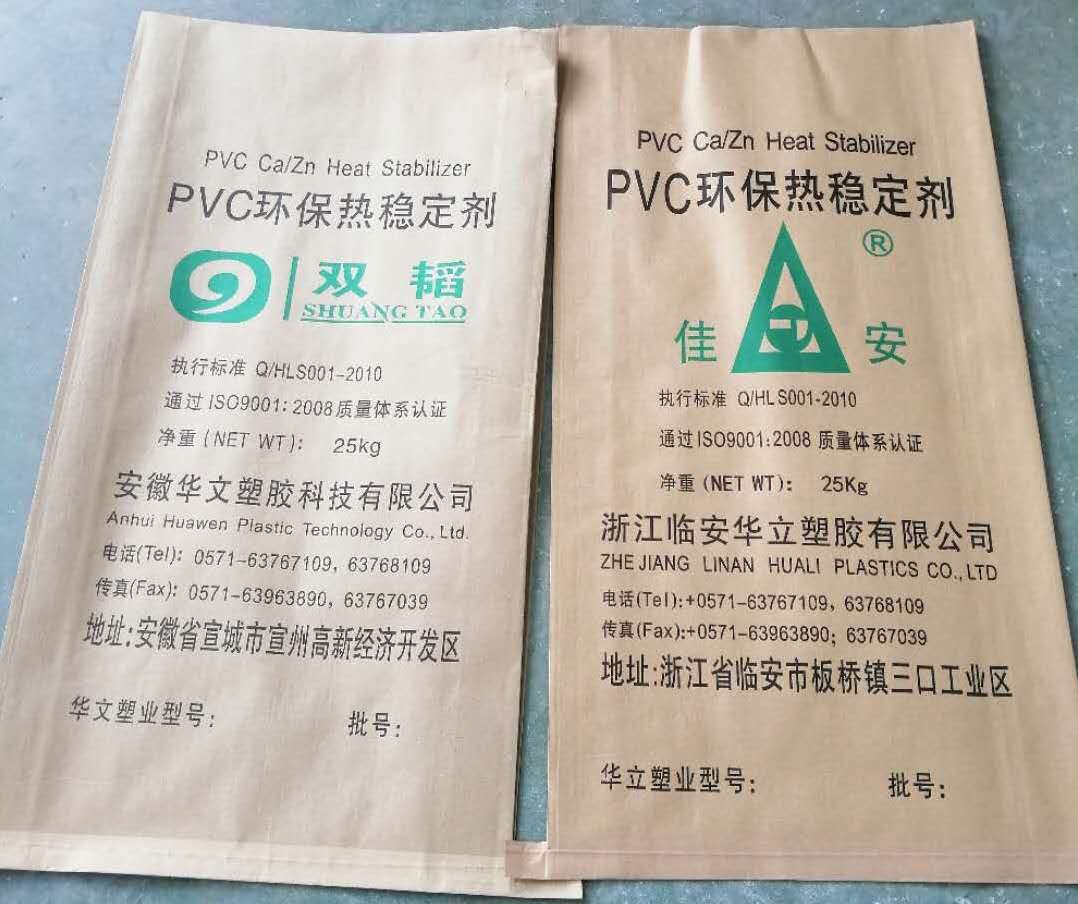 PVC Ca/Zn Heat Stabilizer
PVC环保热稳定剂
双 韬
SHUANG TAO
执行标准 Q/HLS001-2010
通过ISO9001:2008质量体系认证
净重(NET WT): 25kg
安徽华文塑胶科技有限公司
Anhui Huawen Plastic Technology Co., Ltd.
电话(Tel): 0571-63767109, 63768109
传真(Fax): 0571-63963890, 63767039
地址:安徽省宣城市宣州高新经济开发区
华文塑业型号: 批号:
PVC Ca/Zn Heat Stabilizer
PVC环保热稳定剂
®
佳 安
执行标准 Q/HLS001-2010
通过ISO9001:2008 质量体系认证
净重(NET WT): 25Kg
浙江临安华立塑胶有限公司
ZHEJIANG LINAN HUALI PLASTICS CO., LTD
电话(Tel):+0571-63767109, 63768109
传真(Fax):+0571-63963890; 63767039
地址:浙江省临安市板桥镇三口工业区
华立塑业型号: 批号: